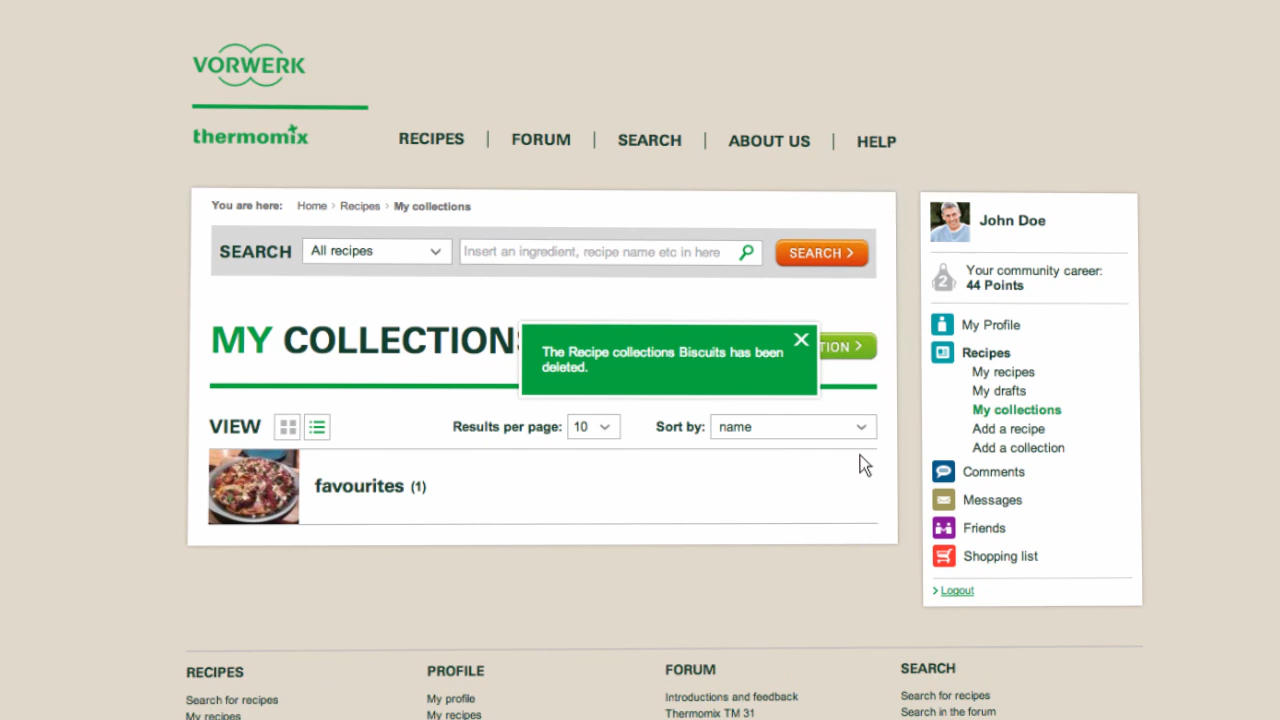 VORWERK
thermomix
RECIPES | FORUM | SEARCH | ABOUT US | HELP
You are here: Home › Recipes › My collections
SEARCH All recipes Insert an ingredient, recipe name etc in here SEARCH >
MY COLLECTIONS
The Recipe collections Biscuits has been
deleted.
TION >
VIEW Results per page: 10 Sort by: name
favourites (1)
John Doe
2
Your community career:
44 Points
My Profile
Recipes
My recipes
My drafts
My collections
Add a recipe
Add a collection
Comments
Messages
Friends
Shopping list
> Logout
RECIPES
Search for recipes
My recipes
PROFILE
My profile
My recipes
FORUM
Introductions and feedback
Thermomix TM 31
SEARCH
Search for recipes
Search in the forum